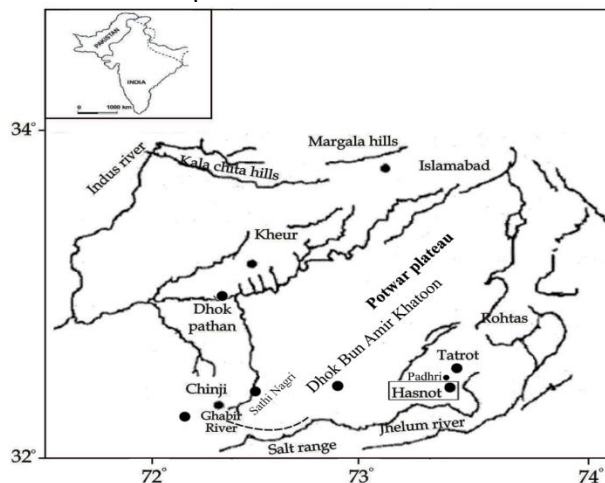 PAKISTAN
INDIA
0 1000 km
34°
Margala hills
Indus river
Kala chita hills
Islamabad
Kheur
Potwar plateau
Dhok
pathan
Rohtas
Dhok Bun Amir Khatoon
Tatrot
Padhri
Chinji
Sathi Nagri
Hasnot
Ghabir
River
Jhelum river
Salt range
32°
72°
73°
74°